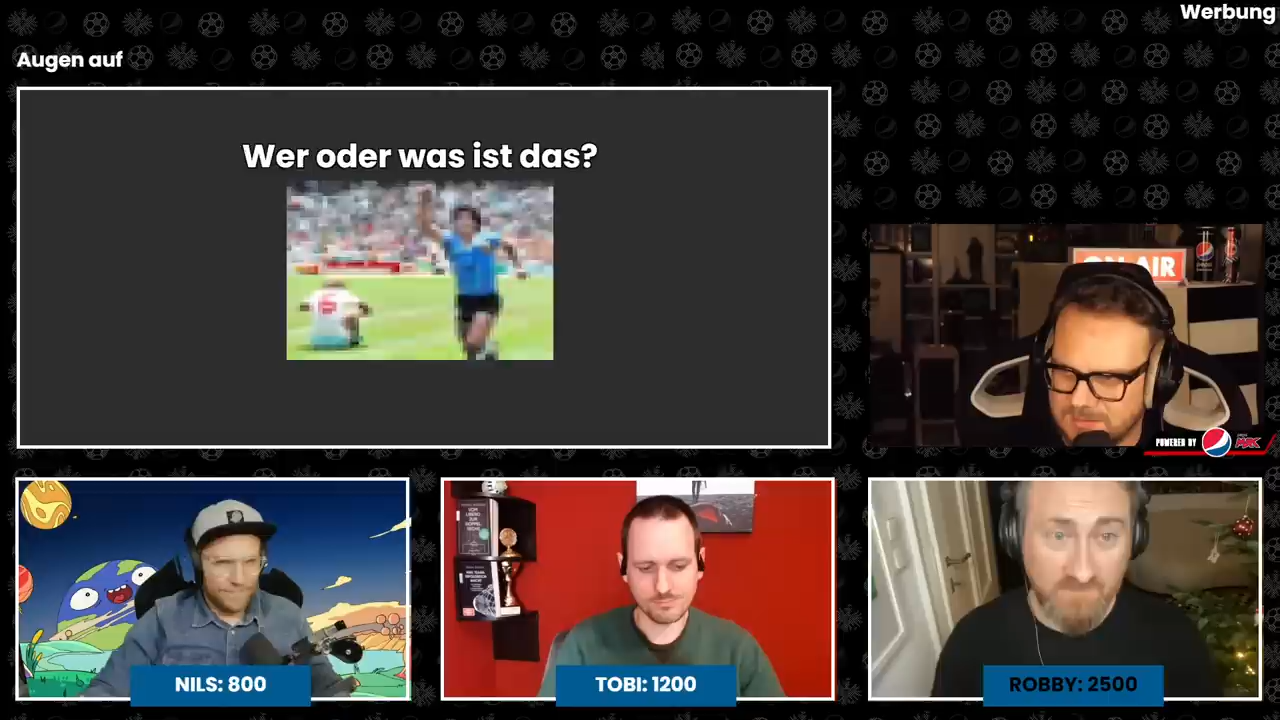 Werbung
Augen auf
Wer oder was ist das?
ON AIR
POWERED BY
NILS: 800
TOBI: 1200
ROBBY: 2500